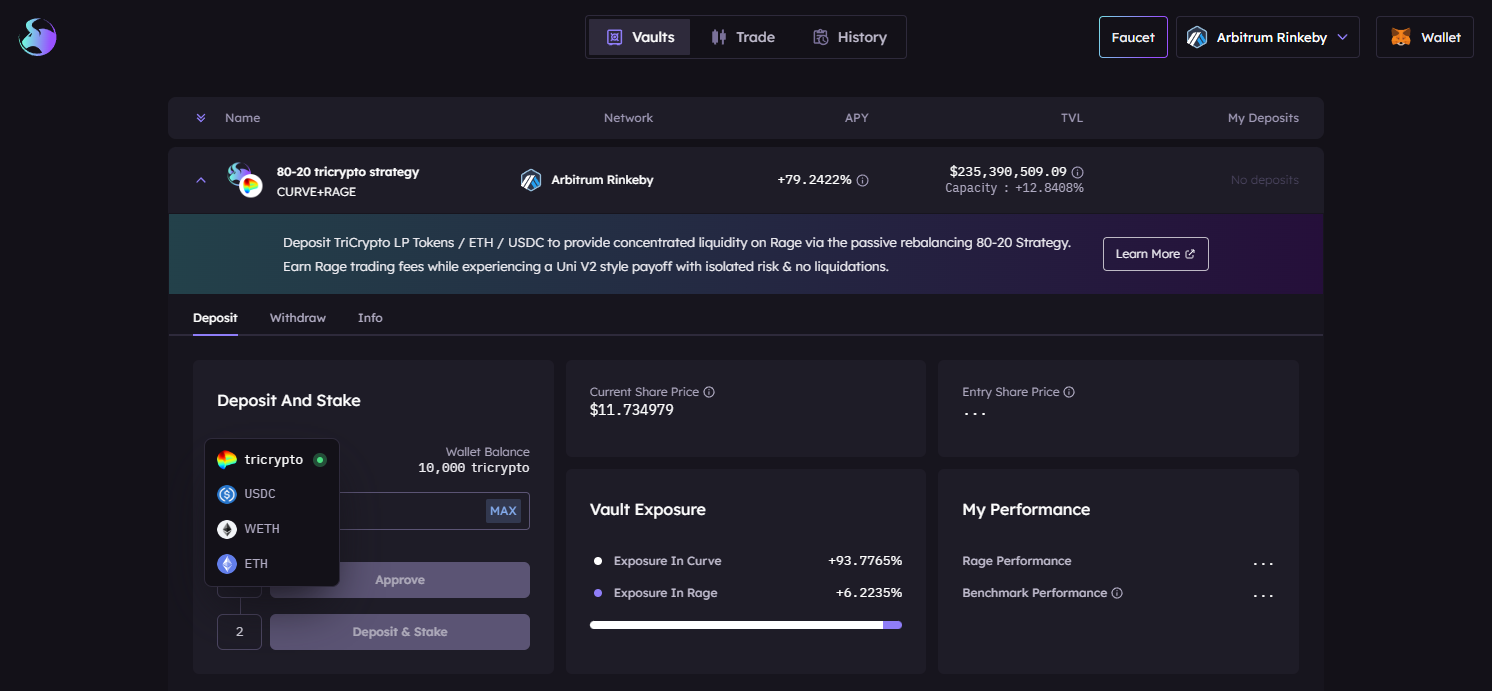 Vaults
Trade
History
Faucet
Arbitrum Rinkeby
Wallet
Name
Network
APY
TVL
My Deposits
80-20 tricrypto strategy
CURVE+RAGE
Arbitrum Rinkeby
+79.2422%
$235,390,509.09
Capacity : +12.8408%
No deposits
Deposit TriCrypto LP Tokens / ETH / USDC to provide concentrated liquidity on Rage via the passive rebalancing 80-20 Strategy.
Earn Rage trading fees while experiencing a Uni V2 style payoff with isolated risk & no liquidations.
Learn More
Deposit
Withdraw
Info
Deposit And Stake
Wallet Balance
10,000 tricrypto
tricrypto
USDC
WETH
ETH
MAX
Approve
2
Deposit & Stake
Current Share Price
$11.734979
Entry Share Price
...
Vault Exposure
Exposure In Curve
+93.7765%
Exposure In Rage
+6.2235%
My Performance
Rage Performance
...
Benchmark Performance
...